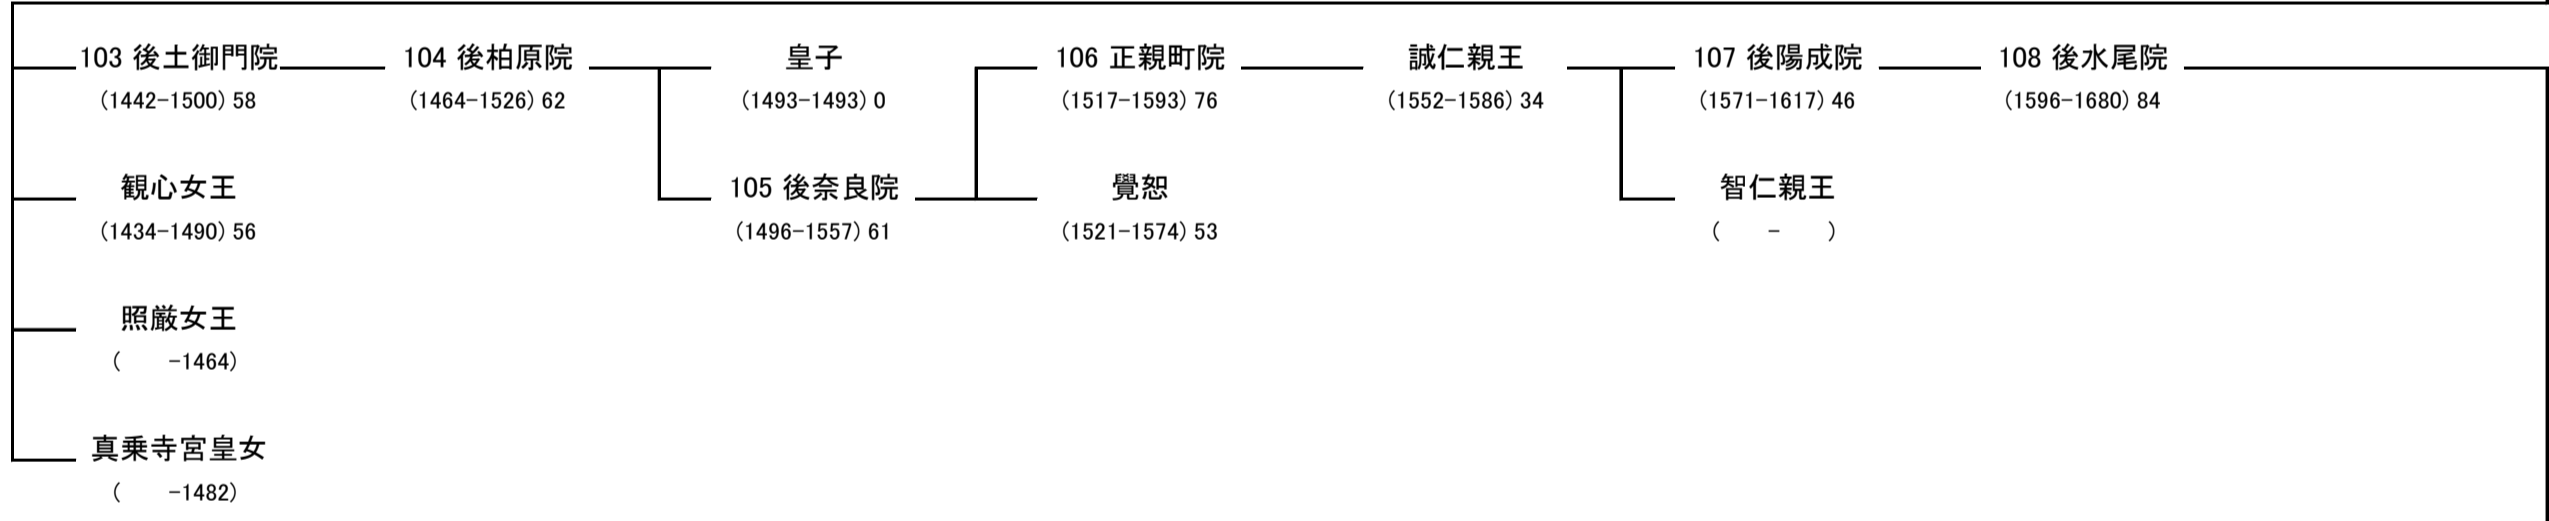 103 後土御門院 104 後柏原院 皇子 106 正親町院 誠仁親王 107 後陽成院 108 後水尾院
(1442-1500) 58 (1464-1526) 62 (1493-1493) 0 (1517-1593) 76 (1552-1586) 34 (1571-1617) 46 (1596-1680) 84
観心女王 105 後奈良院 覺恕 智仁親王
(1434-1490) 56 (1496-1557) 61 (1521-1574) 53 ( - )
照厳女王
( -1464)
真乗寺宮皇女
( -1482)